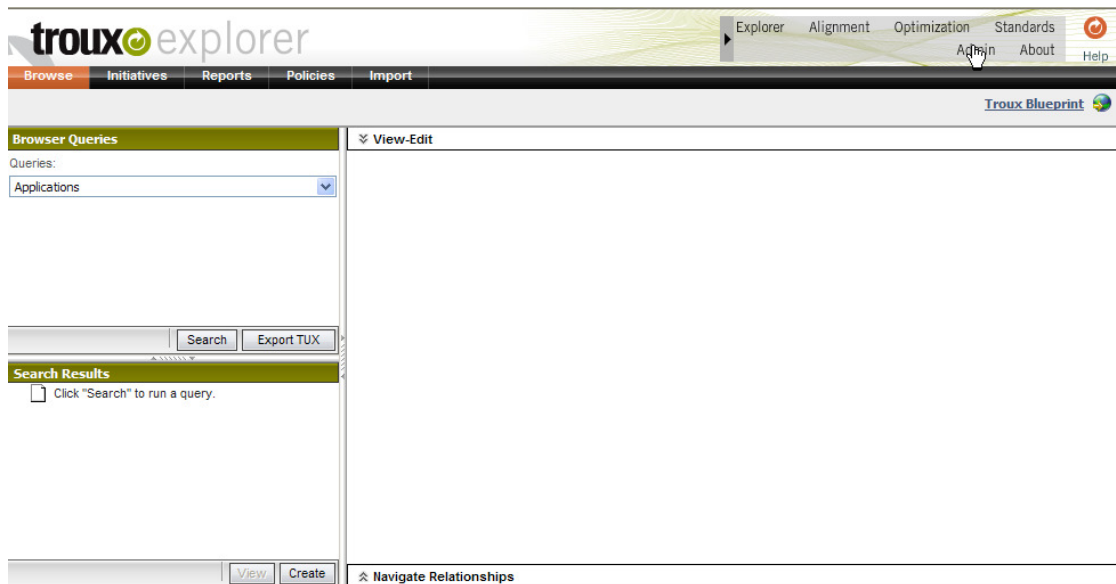 troux explorer
Explorer Alignment Optimization Standards
Admin About Help
Browse Initiatives Reports Policies Import
Troux Blueprint
Browser Queries
View-Edit
Queries:
Applications
Search Export TUX
Search Results
Click "Search" to run a query.
View Create
Navigate Relationships